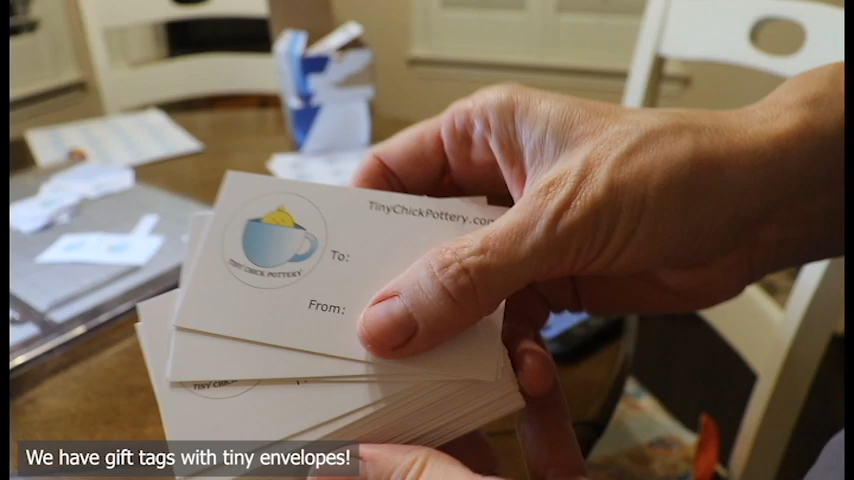 TinyChickPottery.com
To:
From:
TINY CHICK POTTERY
TINY CHICK
We have gift tags with tiny envelopes!